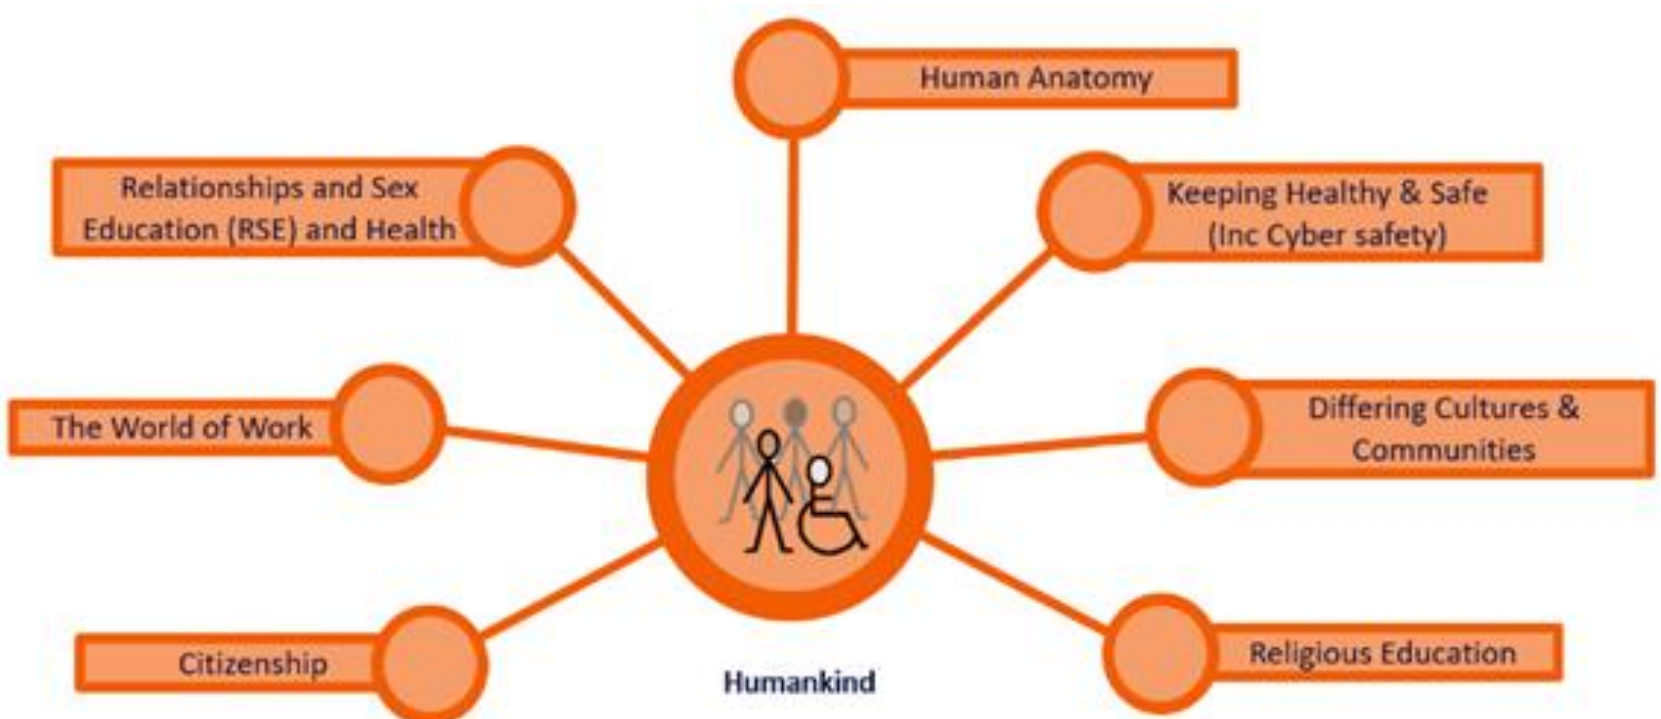 Human Anatomy
Relationships and Sex
Education (RSE) and Health
Keeping Healthy & Safe
(Inc Cyber safety)
The World of Work
Differing Cultures &
Communities
Citizenship
Religious Education
Humankind